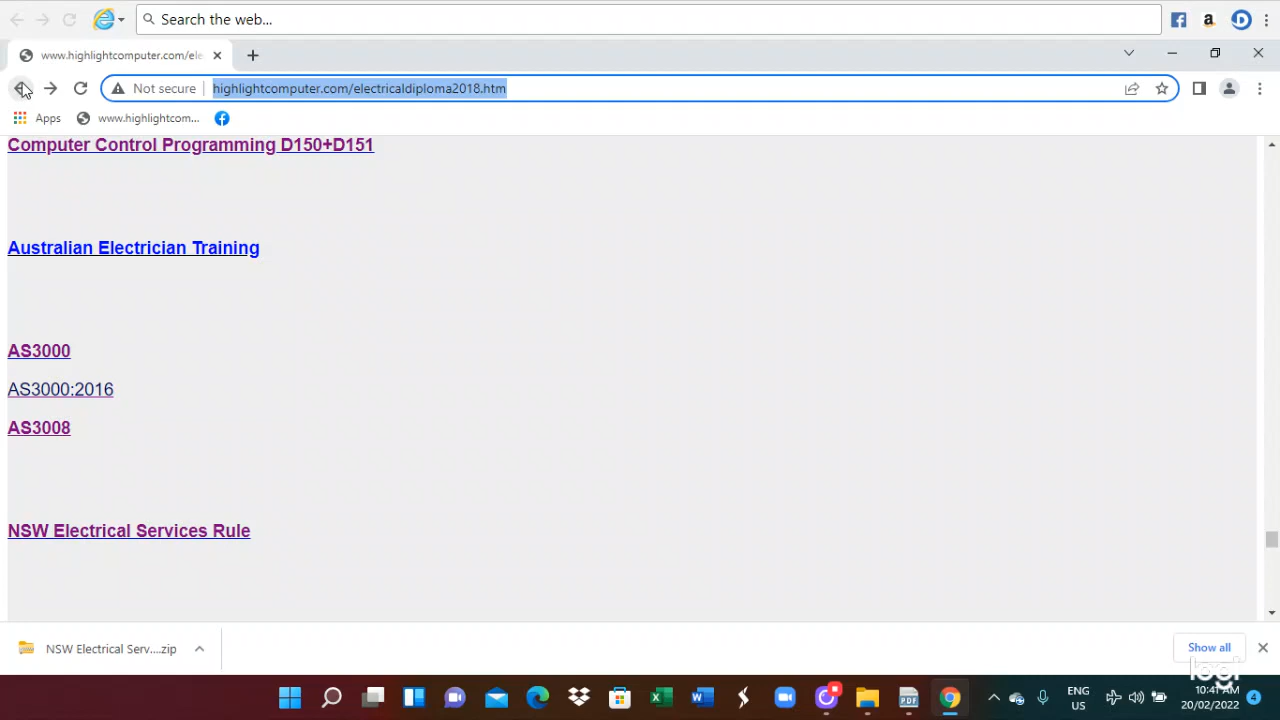 Search the web...
www.highlightcomputer.com/ele
Not secure
highlightcomputer.com/electricaldiploma2018.htm
Apps
www.highlightcom...
Computer Control Programming D150+D151
Australian Electrician Training
AS3000
AS3000:2016
AS3008
NSW Electrical Services Rule
NSW Electrical Serv....zip
Show all
ENG
US
10:41 AM
20/02/2022
4